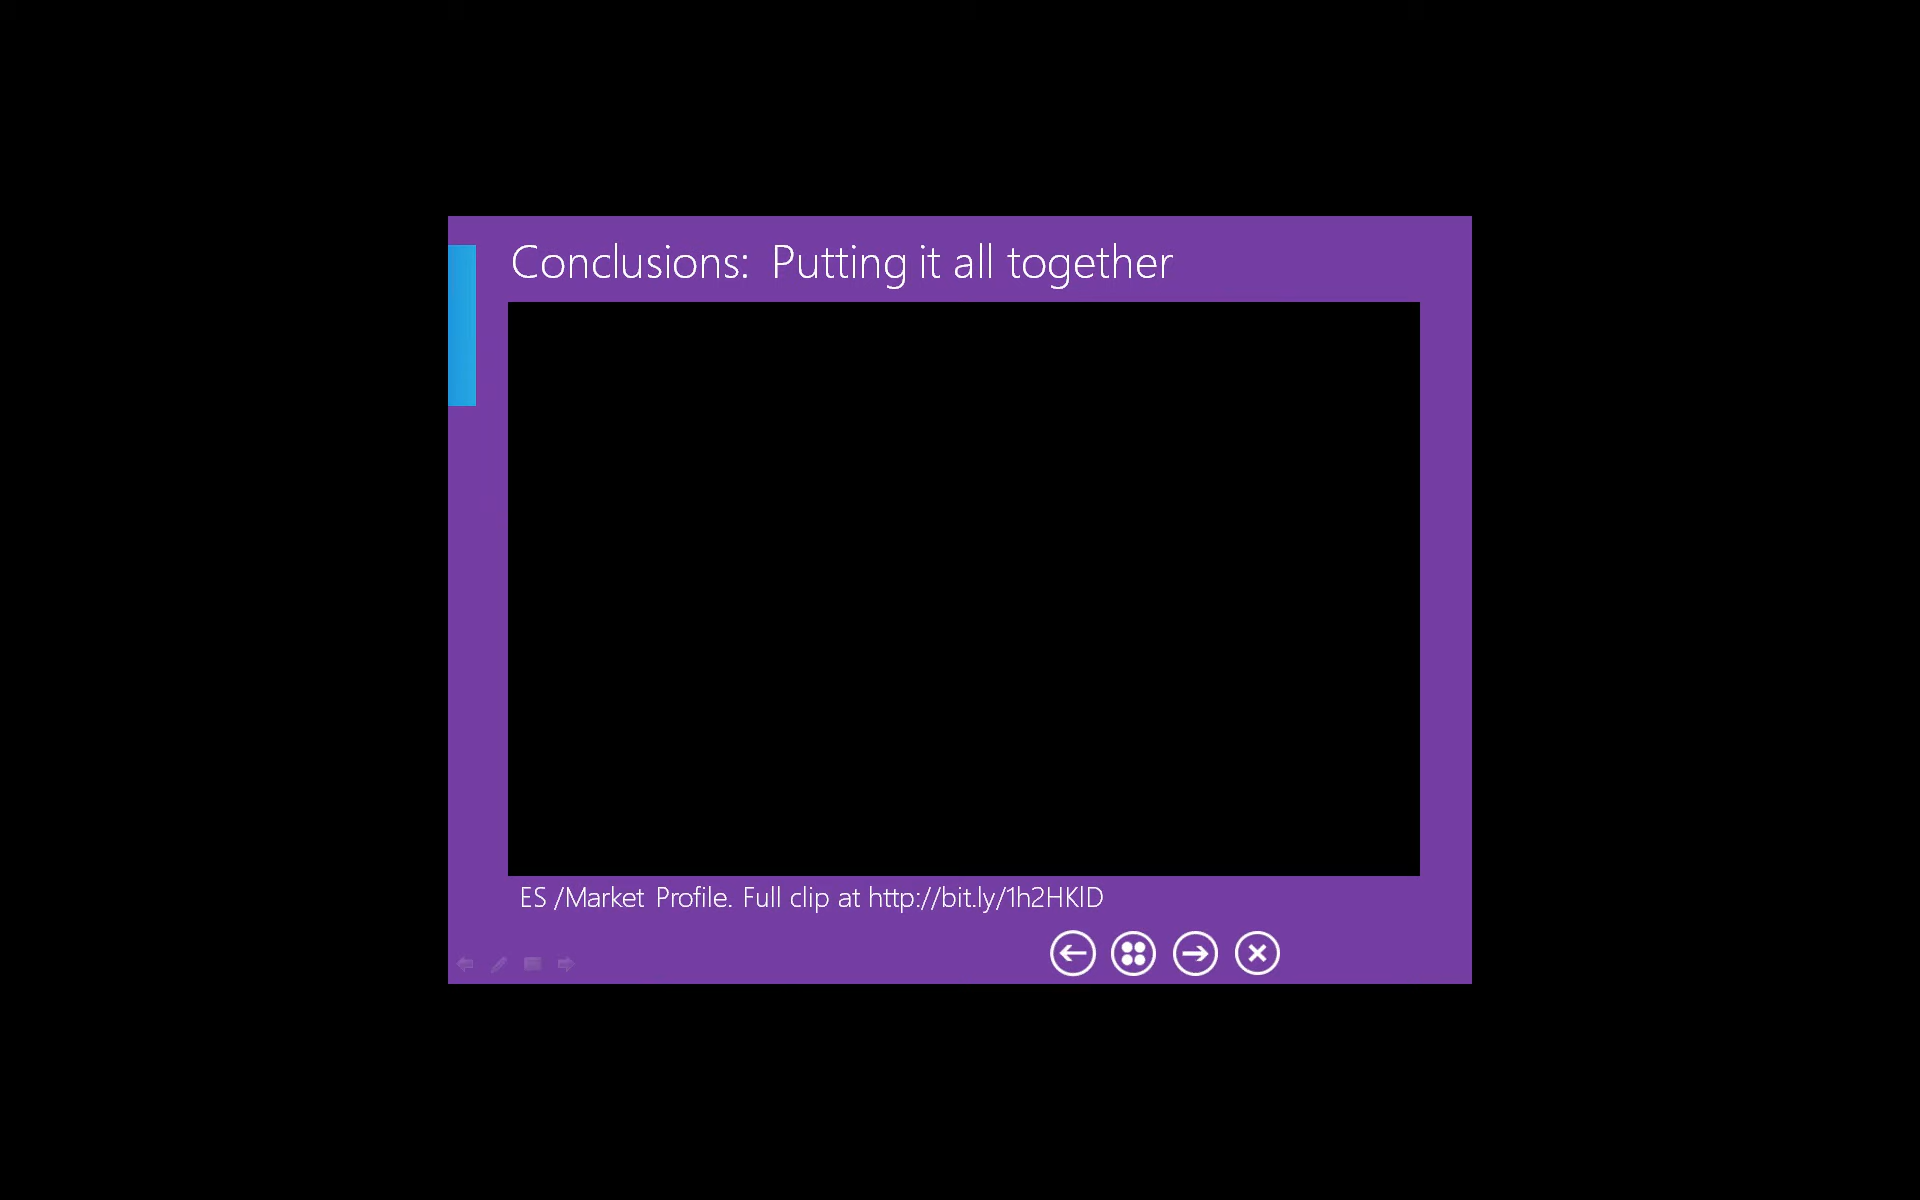 Conclusions: Putting it all together
ES /Market Profile. Full clip at http://bit.ly/1h2HKlD